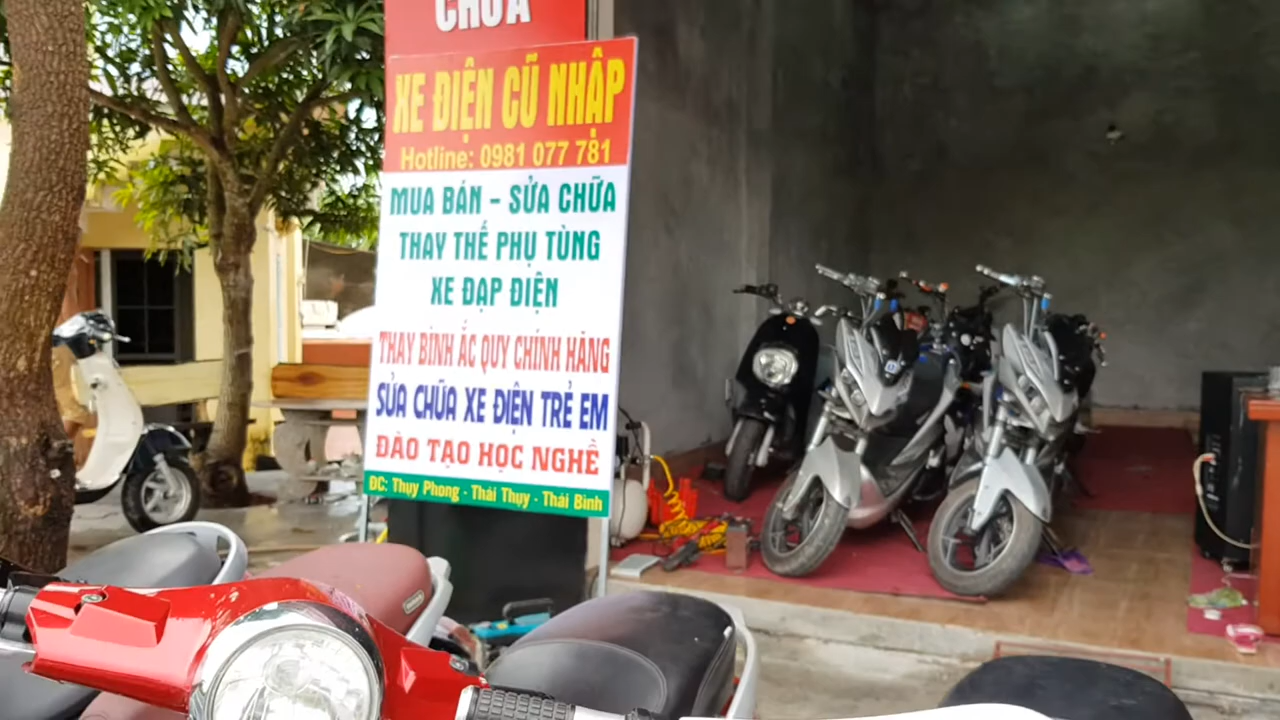 CHỮA
XE ĐIỆN CŨ NHẬP
Hotline: 0981 077 781
MUA BÁN - SỬA CHỮA
THAY THẾ PHỤ TÙNG
XE ĐẠP ĐIỆN
THAY BÌNH ẮC QUY CHÍNH HÃNG
SỬA CHỮA XE ĐIỆN TRẺ EM
ĐÀO TẠO HỌC NGHỀ
ĐC: Thụy Phong - Thái Thụy - Thái Bình